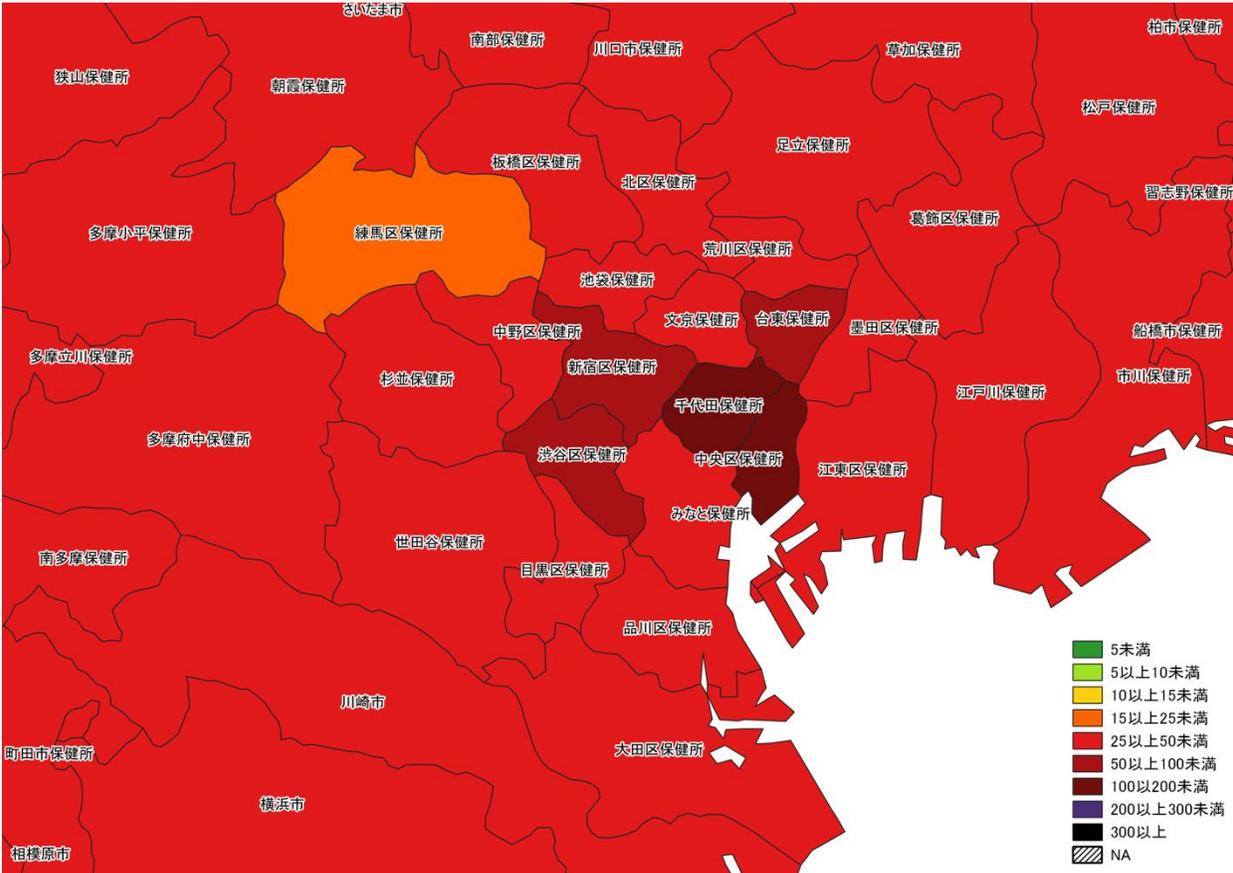 さいたま市
柏市保健所
南部保健所
川口市保健所
草加保健所
狭山保健所
朝霞保健所
松戸保健所
足立保健所
板橋区保健所
北区保健所
習志野保健所
葛飾区保健所
多摩小平保健所
練馬区保健所
荒川区保健所
池袋保健所
文京保健所
台東保健所
墨田区保健所
中野区保健所
船橋市保健所
多摩立川保健所
新宿区保健所
杉並保健所
市川保健所
江戸川保健所
千代田保健所
多摩府中保健所
渋谷区保健所
中央区保健所
江東区保健所
みなと保健所
世田谷保健所
南多摩保健所
目黒区保健所
品川区保健所
川崎市
町田市保健所
大田区保健所
横浜市
相模原市
5未満
5以上10未満
10以上15未満
15以上25未満
25以上50未満
50以上100未満
100以200未満
200以上300未満
300以上
NA